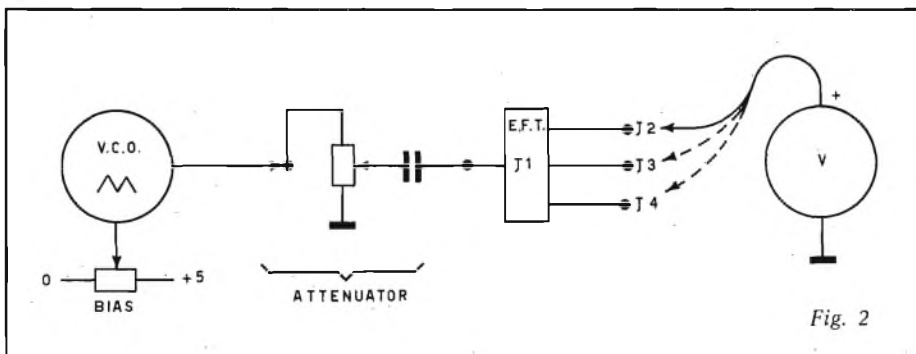 V.C.O.
E.F.T.
J1
J2
J3
J4
+
V
0
+5
BIAS
ATTENUATOR
Fig. 2